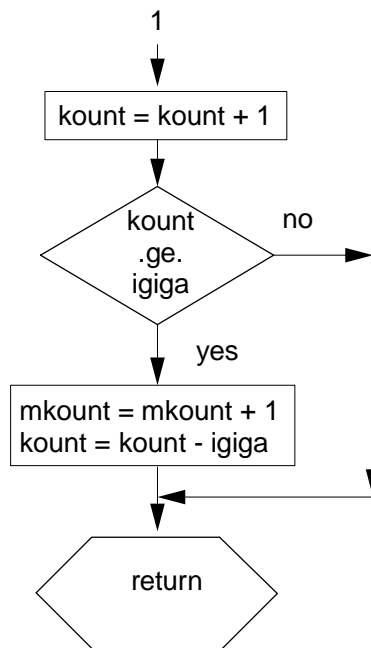 1
kount = kount + 1
kount
.ge.
igiga
no
yes
mkount = mkount + 1
kount = kount - igiga
return